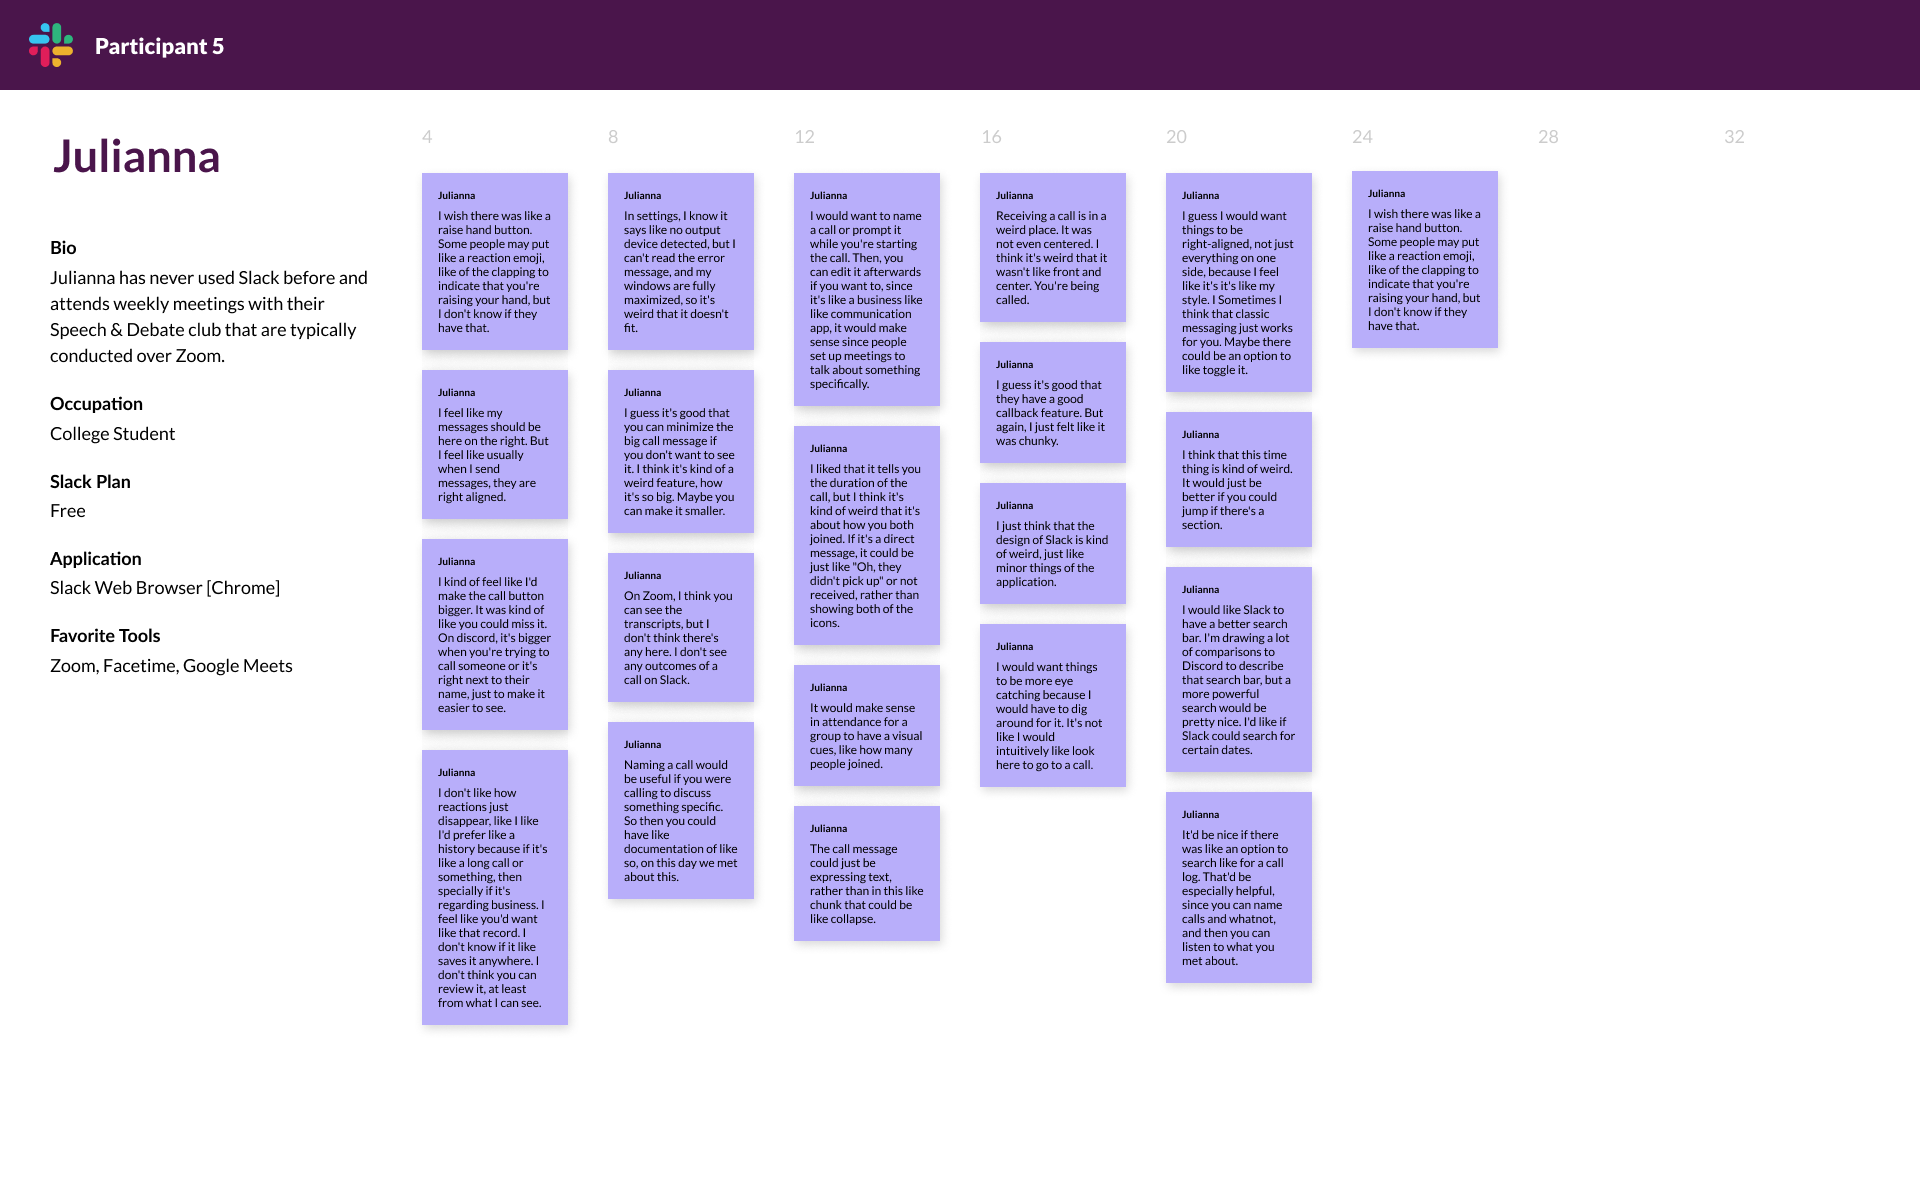 Participant 5
Julianna
Bio
Julianna has never used Slack before and
attends weekly meetings with their
Speech & Debate club that are typically
conducted over Zoom.
Occupation
College Student
Slack Plan
Free
Application
Slack Web Browser [Chrome]
Favorite Tools
Zoom, Facetime, Google Meets
4
Julianna
I wish there was like a
raise hand button.
Some people may put
like a reaction emoji,
like of the clapping to
indicate that you're
raising your hand, but
I don't know if they
have that.
Julianna
I feel like my
messages should be
here on the right. But
I feel like usually
when I send
messages, they are
right aligned.
Julianna
I kind of feel like I'd
make the call button
bigger. It was kind of
like you could miss it.
On discord, it's bigger
when you're trying to
call someone or it's
right next to their
name, just to make it
easier to see.
Julianna
I don't like how
reactions just
disappear, like I like
I'd prefer like a
history because if it's
like a long call or
something, then
specially if it's
regarding business. I
feel like you'd want
like that record. I
don't know if it like
saves it anywhere. I
don't think you can
review it, at least
from what I can see.
8
Julianna
In settings, I know it
says like no output
device detected, but I
can't read the error
message, and my
windows are fully
maximized, so it's
weird that it doesn't
fit.
Julianna
I guess it's good that
you can minimize the
big call message if
you don't want to see
it. I think it's kind of a
weird feature, how
it's so big. Maybe you
can make it smaller.
Julianna
On Zoom, I think you
can see the
transcripts, but I
don't think there's
any here. I don't see
any outcomes of a
call on Slack.
Julianna
Naming a call would
be useful if you were
calling to discuss
something specific.
So then you could
have like
documentation of like
so, on this day we met
about this.
12
Julianna
I would want to name
a call or prompt it
while you're starting
the call. Then, you
can edit it afterwards
if you want to, since
it's like a business like
like communication
app, it would make
sense since people
set up meetings to
talk about something
specifically.
Julianna
I liked that it tells you
the duration of the
call, but I think it's
kind of weird that it's
about how you both
joined. If it's a direct
message, it could be
just like "Oh, they
didn't pick up" or not
received, rather than
showing both of the
icons.
Julianna
It would make sense
in attendance for a
group to have a visual
cues, like how many
people joined.
Julianna
The call message
could just be
expressing text,
rather than in this like
chunk that could be
like collapse.
16
Julianna
Receiving a call is in a
weird place. It was
not even centered. I
think it's weird that it
wasn't like front and
center. You're being
called.
Julianna
I guess it's good that
they have a good
callback feature. But
again, I just felt like it
was chunky.
Julianna
I just think that the
design of Slack is kind
of weird, just like
minor things of the
application.
Julianna
I would want things
to be more eye
catching because I
would have to dig
around for it. It's not
like I would
intuitively like look
here to go to a call.
20
Julianna
I guess I would want
things to be
right-aligned, not just
everything on one
side, because I feel
like it's it's like my
style. I Sometimes I
think that classic
messaging just works
for you. Maybe there
could be an option to
like toggle it.
Julianna
I think that this time
thing is kind of weird.
It would just be
better if you could
jump if there's a
section.
Julianna
I would like Slack to
have a better search
bar. I'm drawing a lot
of comparisons to
Discord to describe
that search bar, but a
more powerful
search would be
pretty nice. I'd like if
Slack could search for
certain dates.
Julianna
It'd be nice if there
was like an option to
search like for a call
log. That'd be
especially helpful,
since you can name
calls and whatnot,
and then you can
listen to what you
met about.
24
Julianna
I wish there was like a
raise hand button.
Some people may put
like a reaction emoji,
like of the clapping to
indicate that you're
raising your hand, but
I don't know if they
have that.
28
32